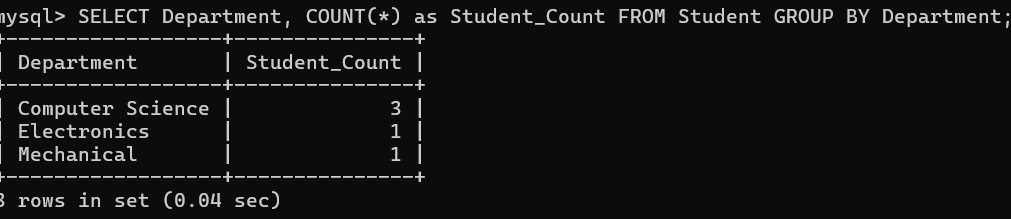 mysql> SELECT Department, COUNT(*) as Student_Count FROM Student GROUP BY Department;
+------------------+---------------+
| Department       | Student_Count |
+------------------+---------------+
| Computer Science |             3 |
| Electronics      |             1 |
| Mechanical       |             1 |
+------------------+---------------+
3 rows in set (0.04 sec)